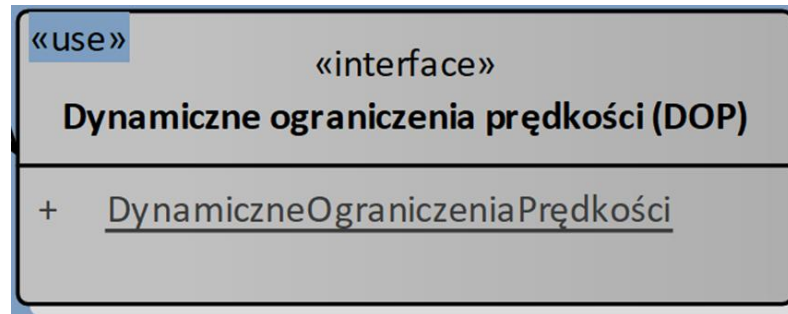 «use»
«interface»
Dynamiczne ograniczenia prędkości (DOP)
+ DynamiczneOgraniczeniaPrędkości